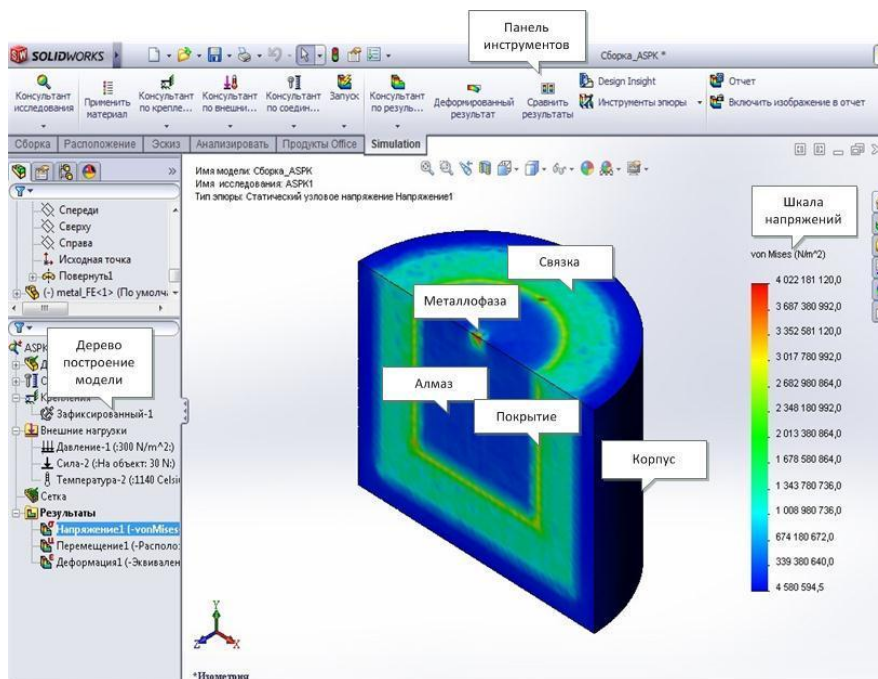 Панель
инструментов
SOLIDWORKS
Сборка_ASPK *
Консультант
исследования
Применить
материал
Консультант
по крепле...
Консультант
по внешни...
Консультант
по соедин...
Запуск
Консультант
по резуль...
Деформированный
результат
Сравнить
результаты
Design Insight
Инструменты эпюры
Отчет
Включить изображение в отчет
Сборка
Расположение
Эскиз
Анализировать
Продукты Office
Simulation
Имя модели: Сборка_ASPK
Имя исследования: ASPK1
Тип эпюры: Статический узловое напряжение Напряжение1
Спереди
Сверху
Справа
Исходная точка
Повернуть1
(-) metal_FE<1> (По умолч
ASPK
Дерево
построение
модели
Крепления
Зафиксированный-1
Внешние нагрузки
Давление-1 (:300 N/m^2:)
Сила-2 (:На объект: 30 N:)
Температура-2 (:1140 Celsi
Сетка
Результаты
Напряжение1 (-vonMises
Перемещение1 (-Располо:
Деформация1 (-Эквивален
Связка
Металлофаза
Алмаз
Покрытие
Корпус
Шкала
напряжений
von Mises (N/m^2)
4 022 181 120,0
3 687 380 992,0
3 352 581 120,0
3 017 780 992,0
2 682 980 864,0
2 348 180 992,0
2 013 380 864,0
1 678 580 864,0
1 343 780 736,0
1 008 980 736,0
674 180 672,0
339 380 640,0
4 580 594,5
Y
Z
X
*Изометрия